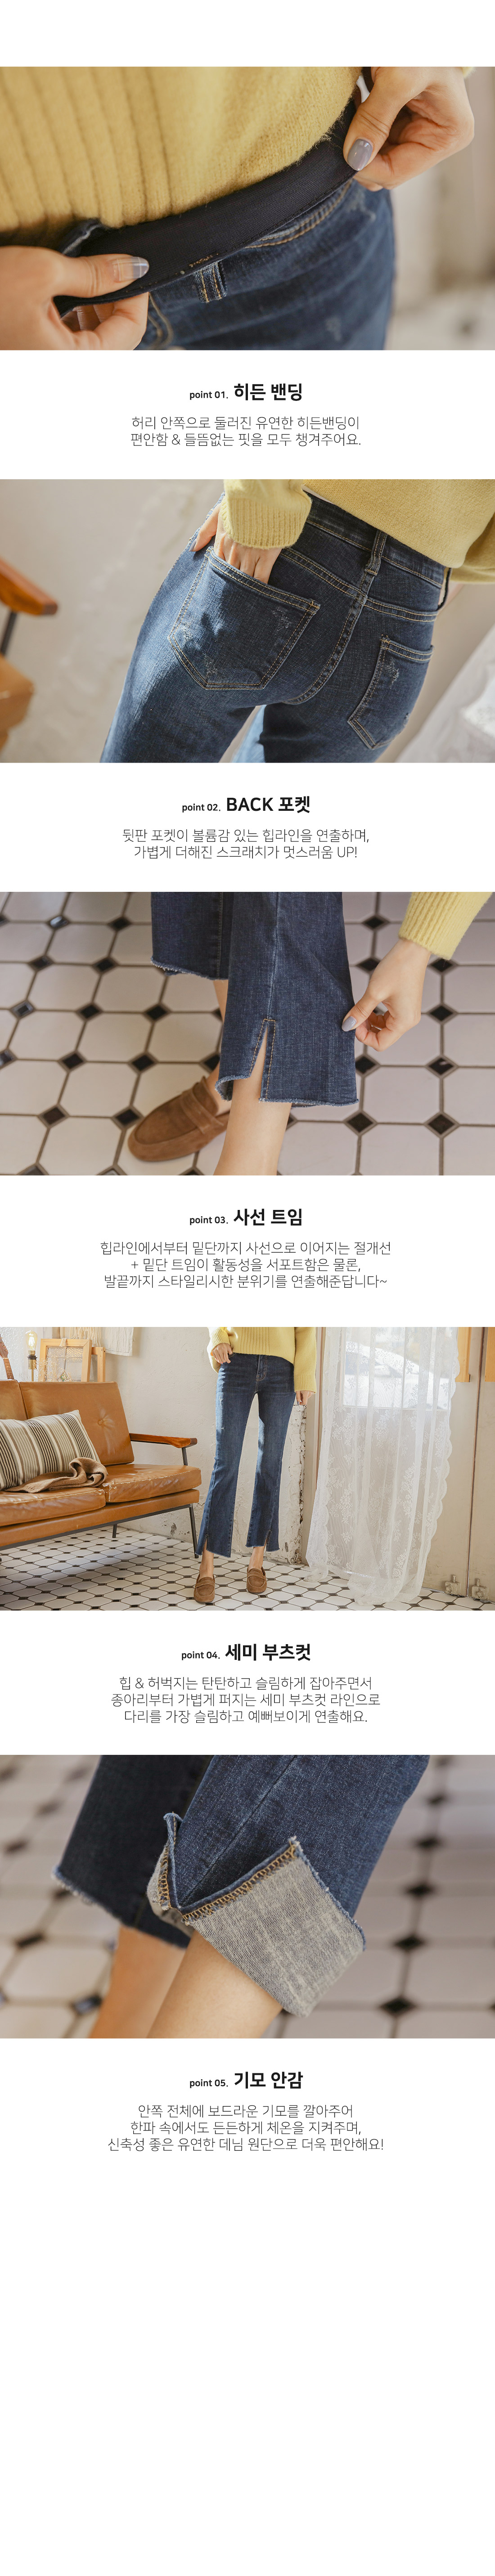 point 01. 히든 밴딩
허리 안쪽으로 둘러진 유연한 히든밴딩이
편안함 & 들뜸없는 핏을 모두 챙겨주어요.
point 02. BACK 포켓
뒷판 포켓이 볼륨감 있는 힙라인을 연출하며,
가볍게 더해진 스크래치가 멋스러움 UP!
point 03. 사선 트임
힙라인에서부터 밑단까지 사선으로 이어지는 절개선
+ 밑단 트임이 활동성을 서포트함은 물론,
발끝까지 스타일리시한 분위기를 연출해준답니다~
point 04. 세미 부츠컷
힙 & 허벅지는 탄탄하고 슬림하게 잡아주면서
종아리부터 가볍게 퍼지는 세미 부츠컷 라인으로
다리를 가장 슬림하고 예뻐보이게 연출해요.
point 05. 기모 안감
안쪽 전체에 보드라운 기모를 깔아주어
한파 속에서도 든든하게 체온을 지켜주며,
신축성 좋은 유연한 데님 원단으로 더욱 편안해요!